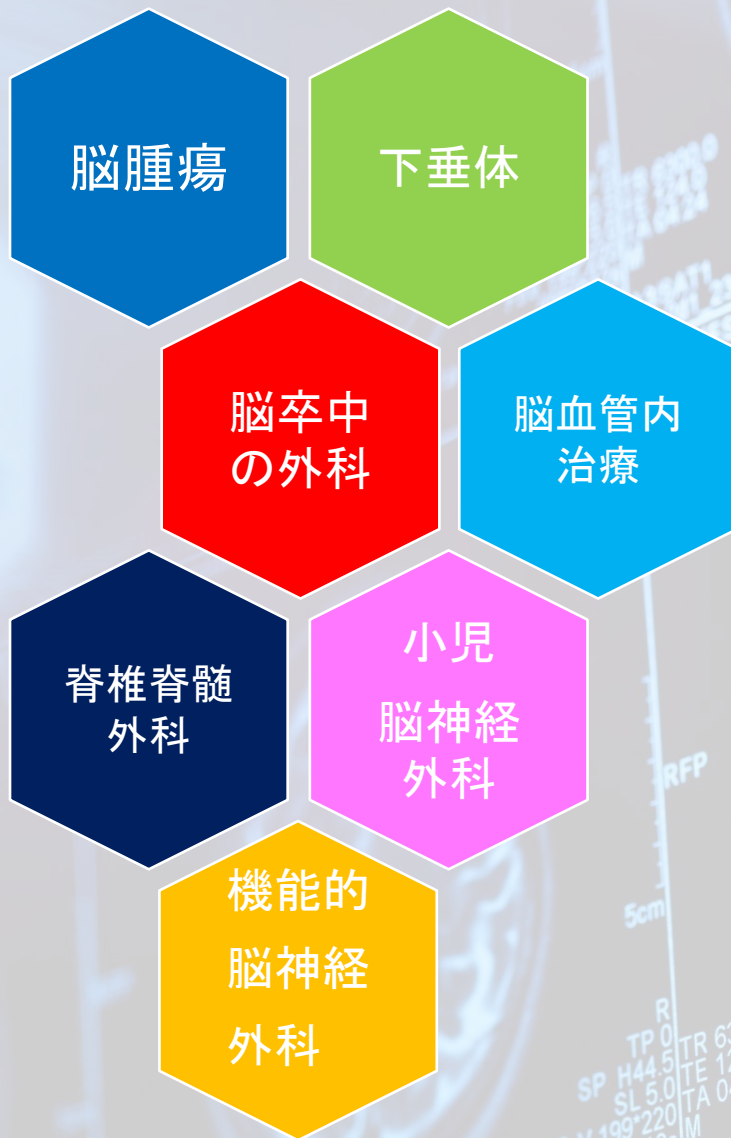 脳腫瘍
下垂体
脳卒中
の外科
脳血管内
治療
脊椎脊髄
外科
小児
脳神経
外科
機能的
脳神経
外科
RFP
5cm
R
TP 0
SP H44.5
SL 5.0